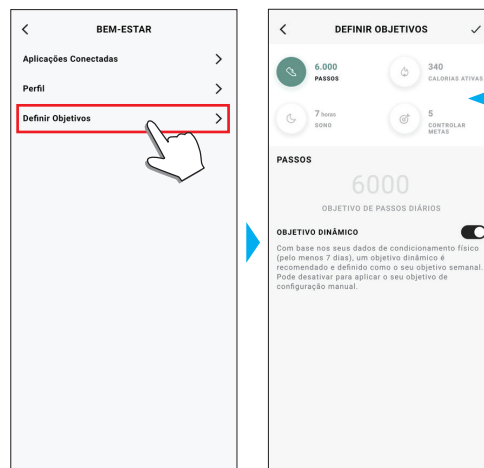 BEM-ESTAR
Aplicações Conectadas
Perfil
Definir Objetivos
DEFINIR OBJETIVOS
6.000
PASSOS
340
CALORIAS ATIVAS
7 horas
SONO
5
CONTROLAR
METAS
PASSOS
6000
OBJETIVO DE PASSOS DIÁRIOS
OBJETIVO DINÂMICO
Com base nos seus dados de condicionamento físico
(pelo menos 7 dias), um objetivo dinâmico é
recomendado e definido como o seu objetivo semanal.
Pode desativar para aplicar o seu objetivo de
configuração manual.